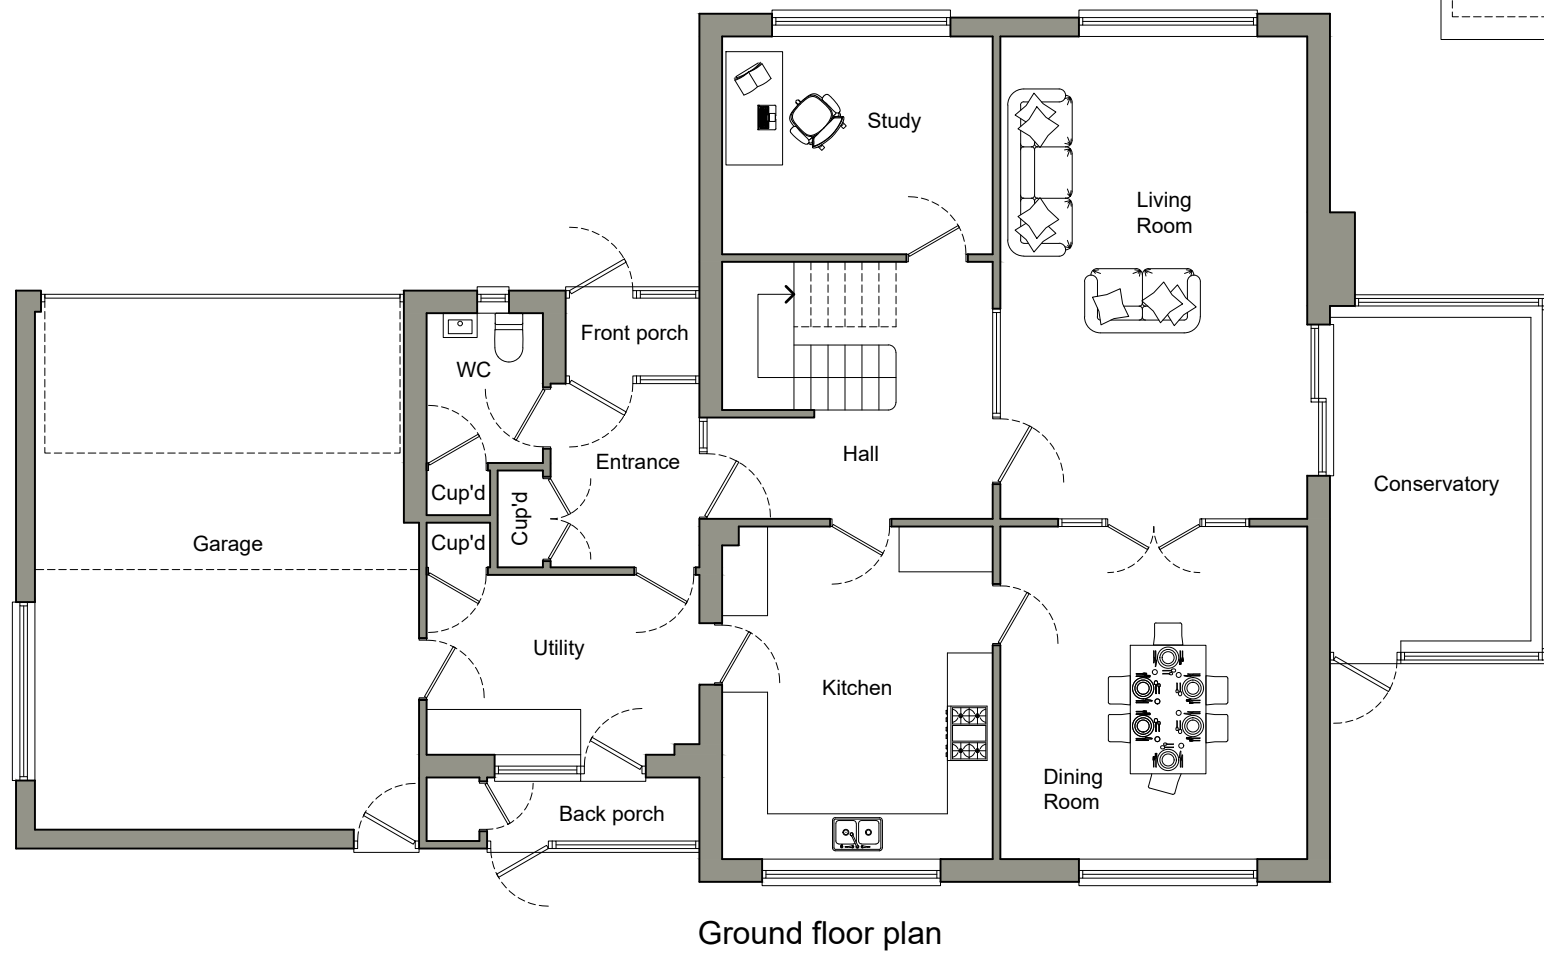 Study
Living
Room
Front porch
WC
Entrance
Hall
Cup'd
Cup'd
Cup'd
Conservatory
Garage
Utility
Kitchen
Dining
Room
Back porch
Ground floor plan